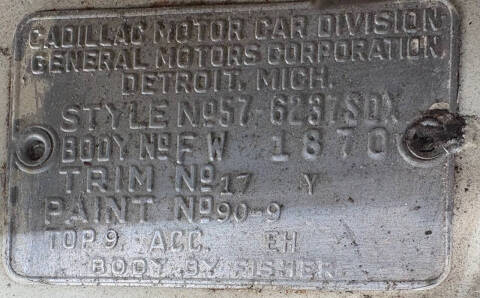 CADILLAC MOTOR CAR DIVISION
GENERAL MOTORS CORPORATION
DETROIT, MICH.
STYLE No 57-6237SDX
BODY No FW 1870
TRIM No 17 Y
PAINT No 90-9
TOP 9 ACC. EH
BODY BY FISHER